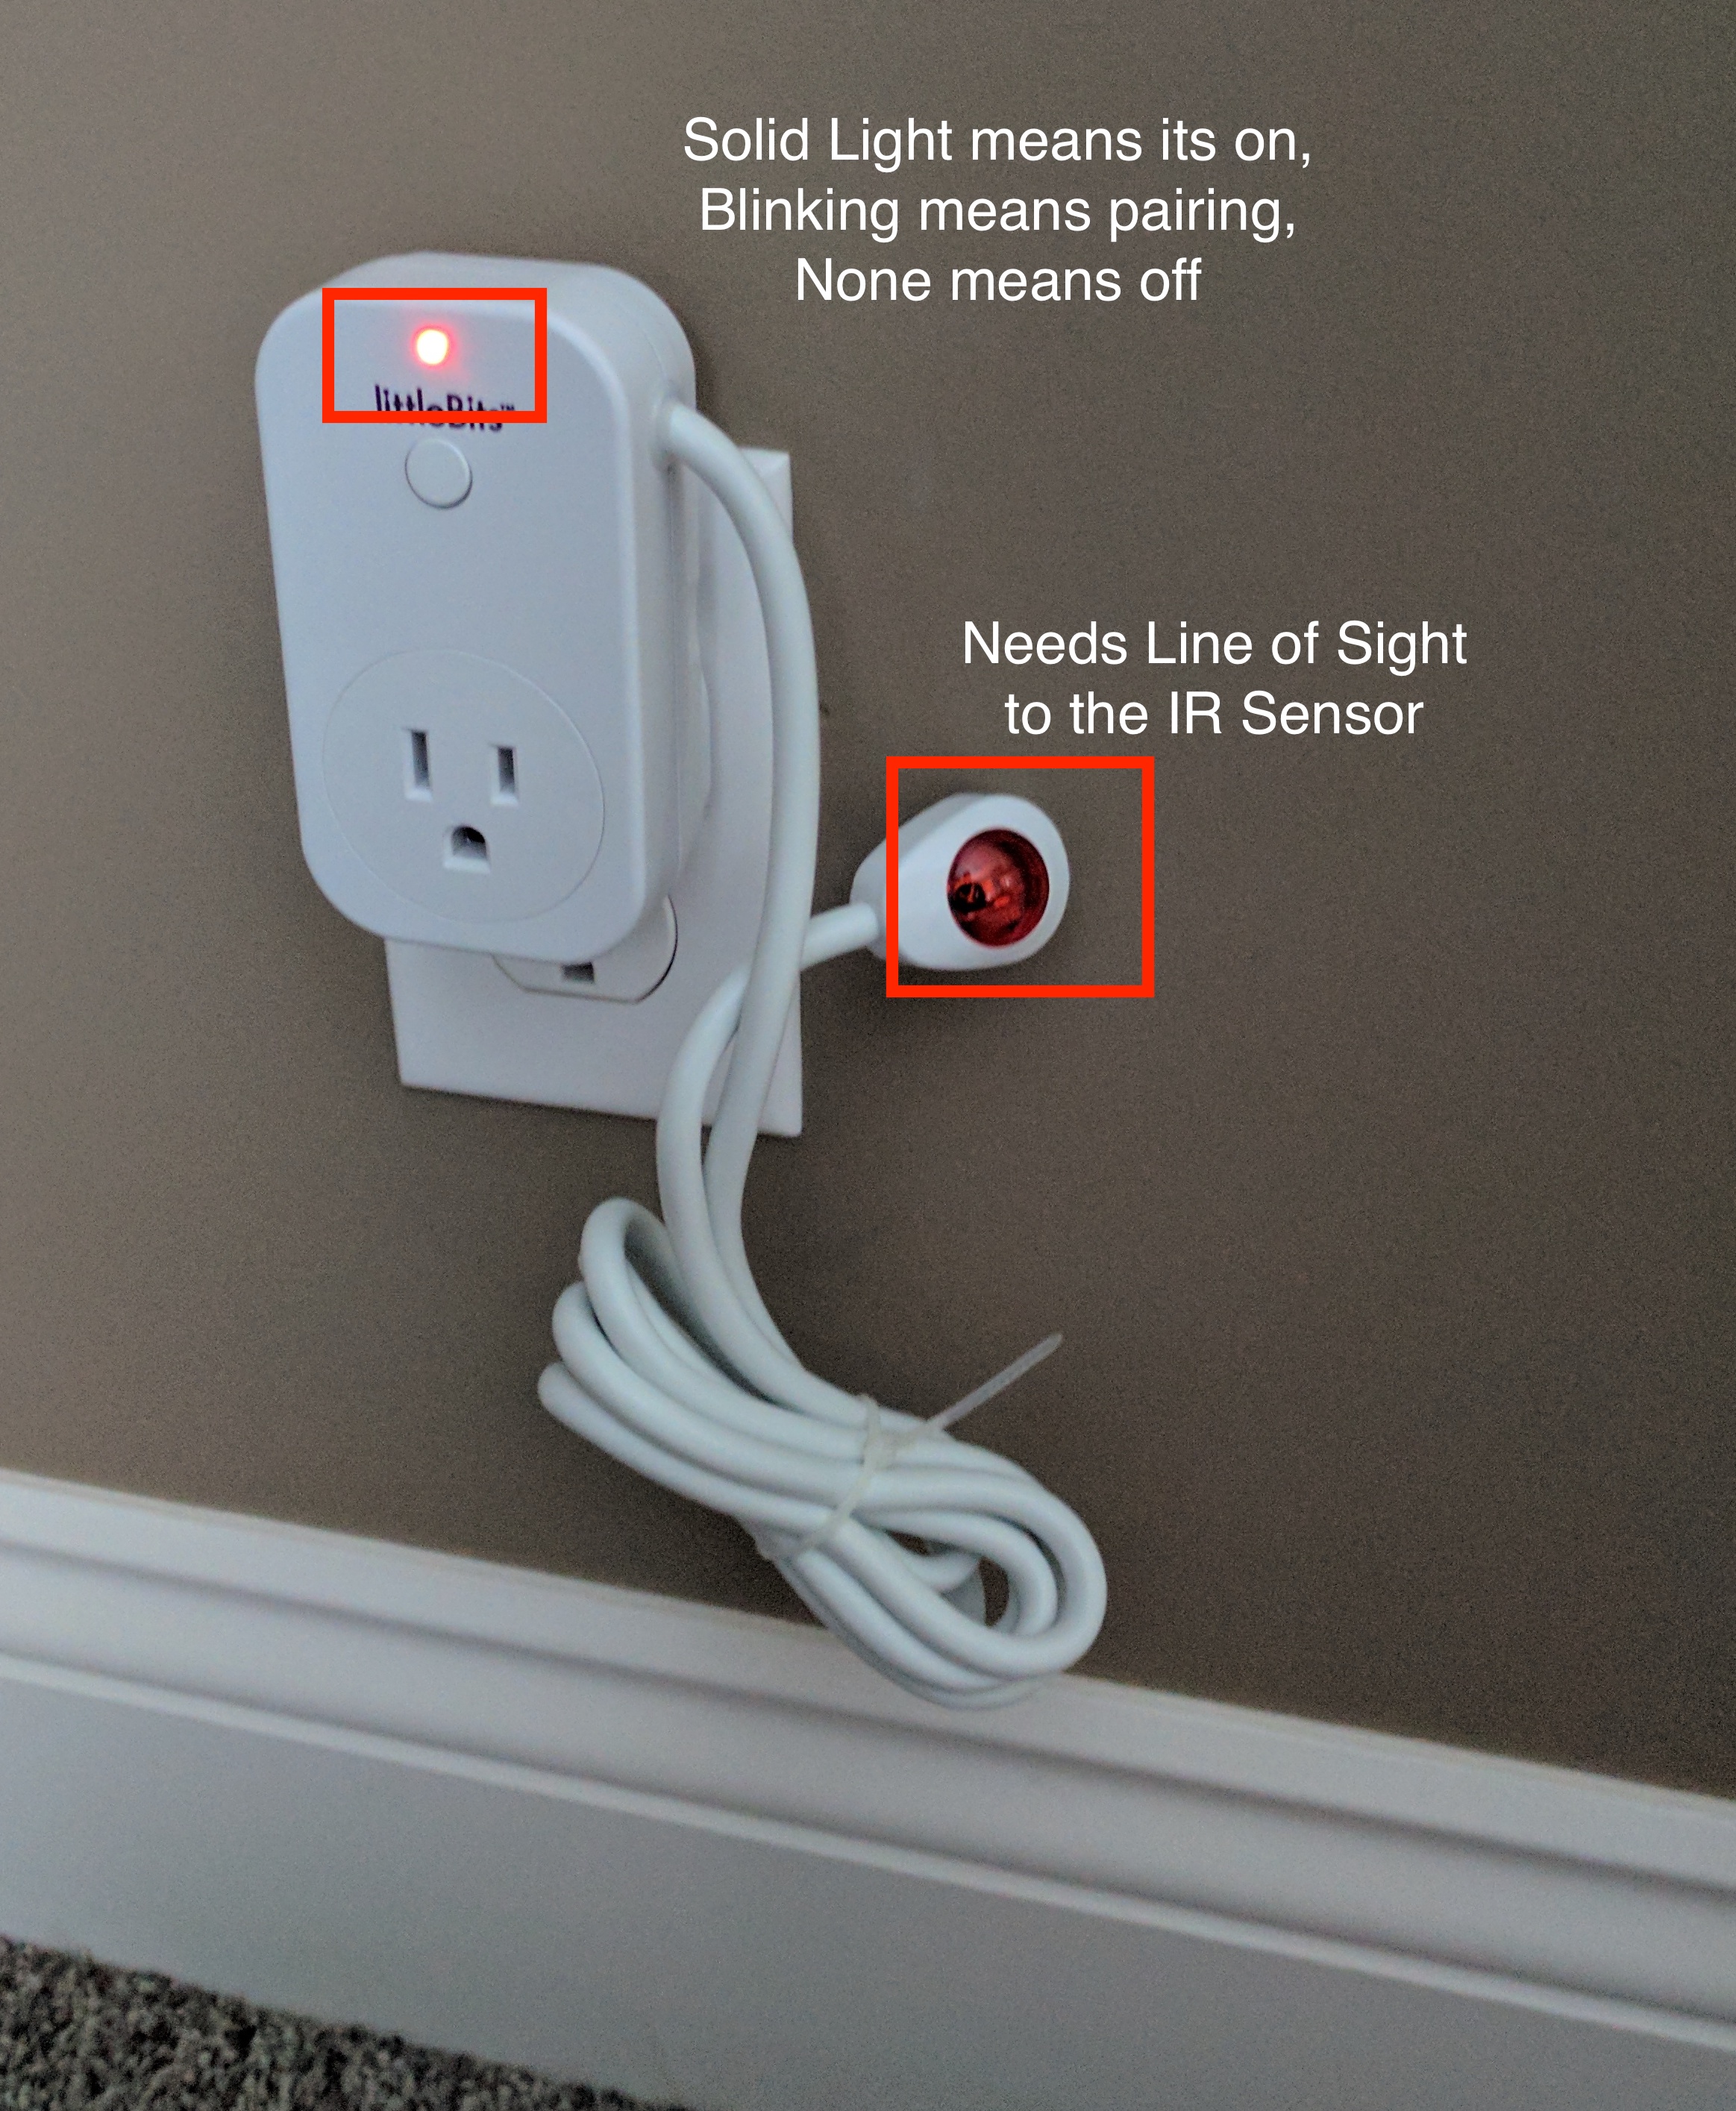 Solid Light means its on,
Blinking means pairing,
None means off
littleBits™
Needs Line of Sight
to the IR Sensor